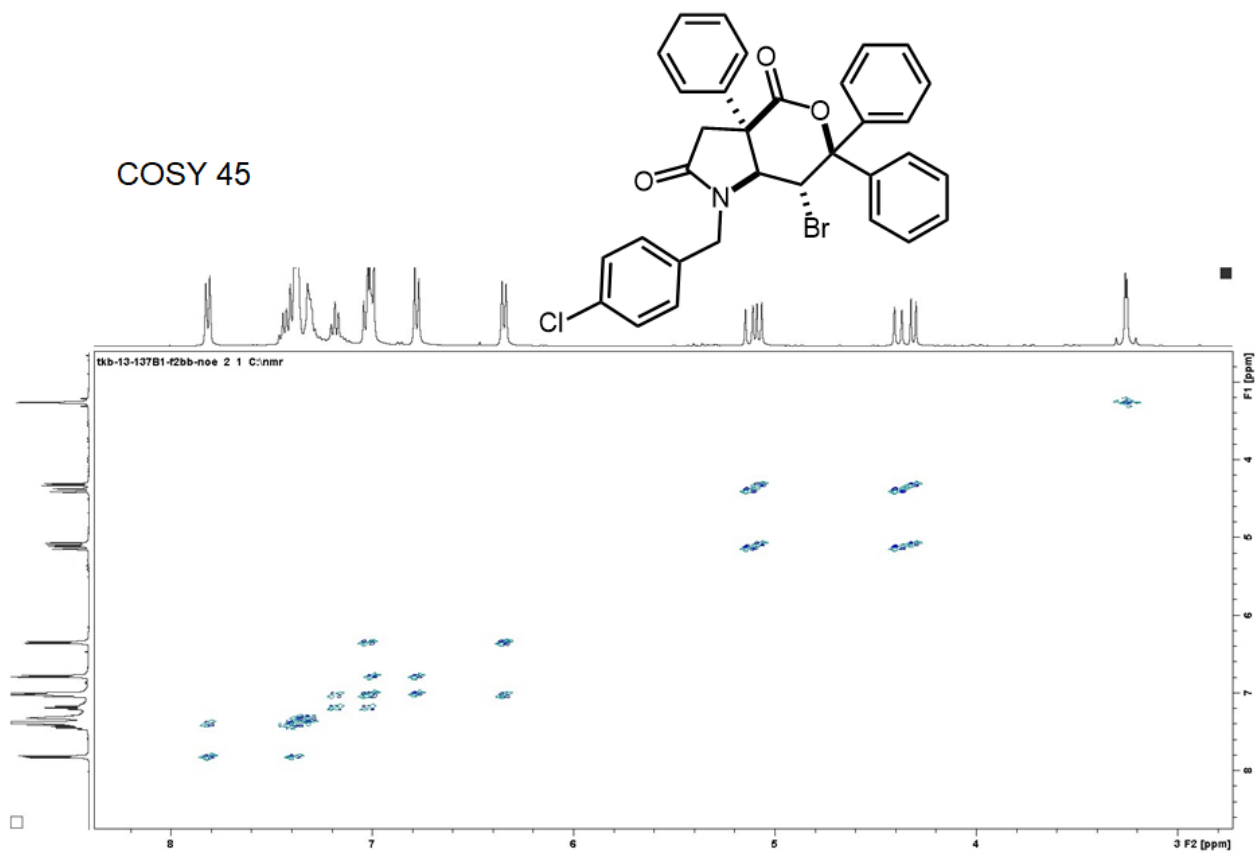 O
O
COSY 45
O
N
Br
Cl
tkb-13-137B1-f2bb-noe 2 1 C:\nmr
F1 [ppm]
4
5
6
7
8
8 7 6 5 4 3 F2 [ppm]